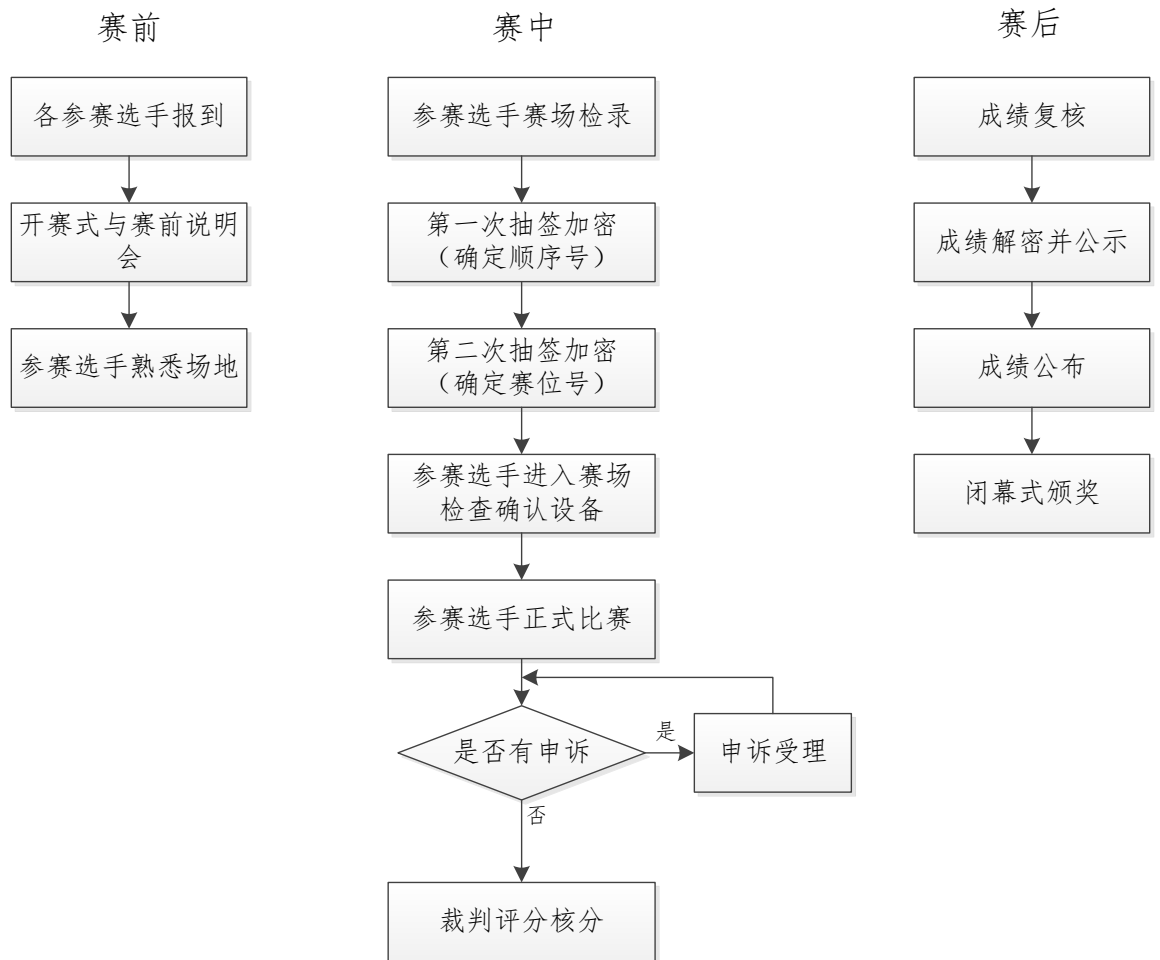 赛前
各参赛选手报到
开赛式与赛前说明
会
参赛选手熟悉场地
赛中
参赛选手赛场检录
第一次抽签加密
（确定顺序号）
第二次抽签加密
（确定赛位号）
参赛选手进入赛场
检查确认设备
参赛选手正式比赛
是否有申诉
是
申诉受理
否
裁判评分核分
赛后
成绩复核
成绩解密并公示
成绩公布
闭幕式颁奖